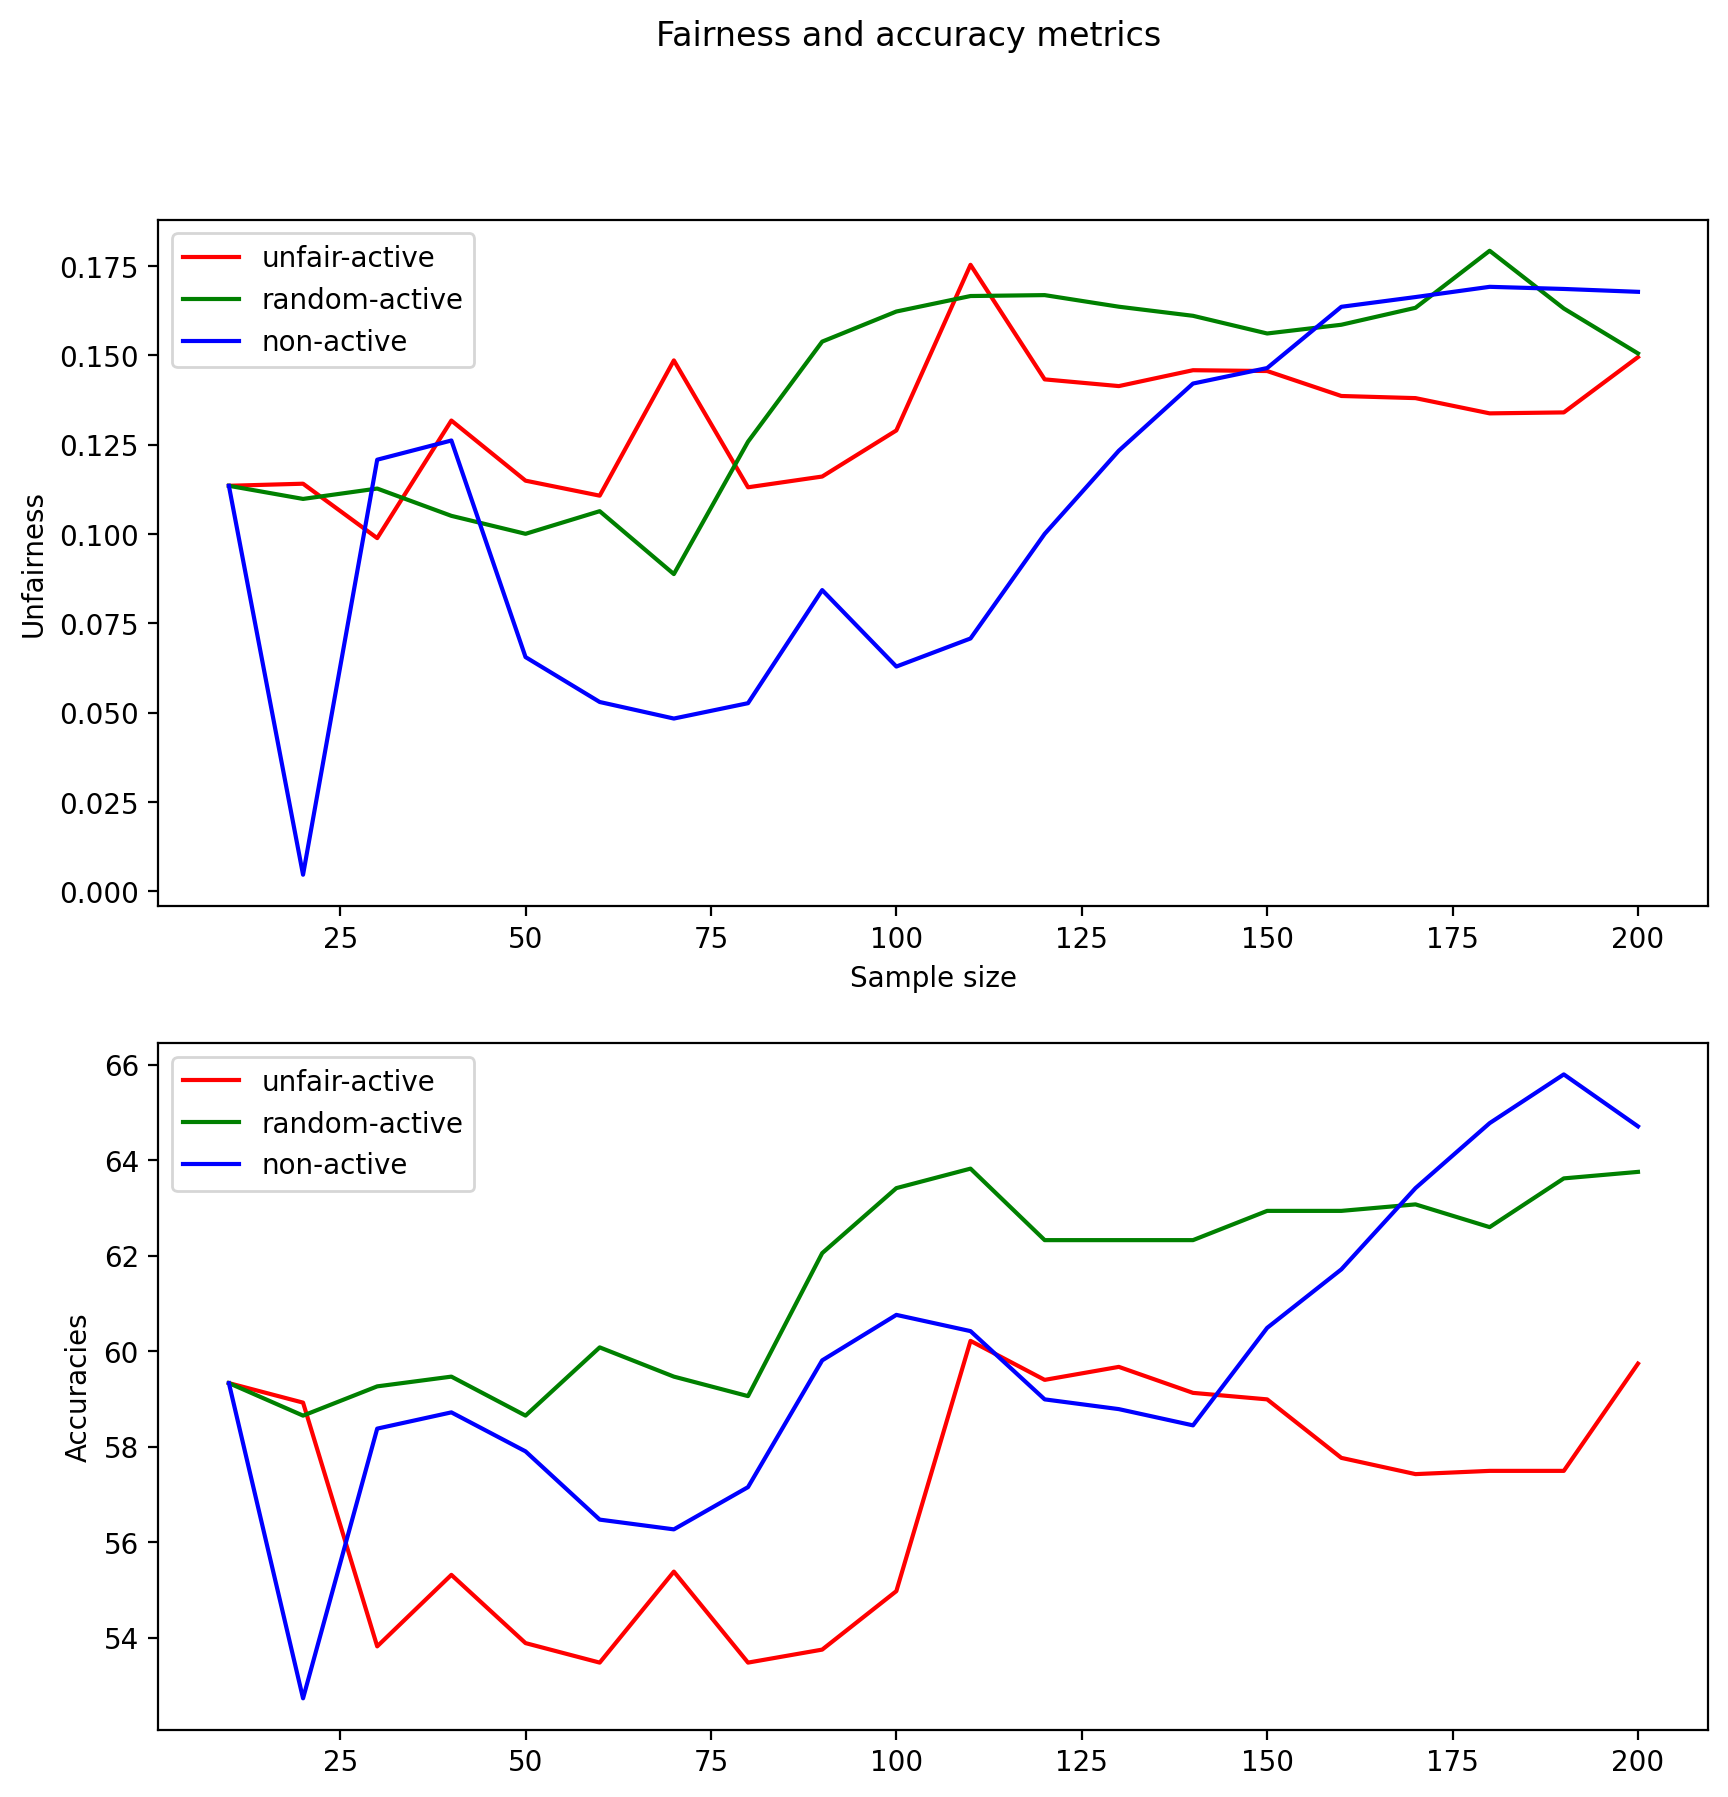 Fairness and accuracy metrics
unfair-active
random-active
non-active
0.175
0.150
0.125
0.100
0.075
0.050
0.025
0.000
Unfairness
25 50 75 100 125 150 175 200
Sample size
unfair-active
random-active
non-active
66
64
62
60
58
56
54
Accuracies
25 50 75 100 125 150 175 200